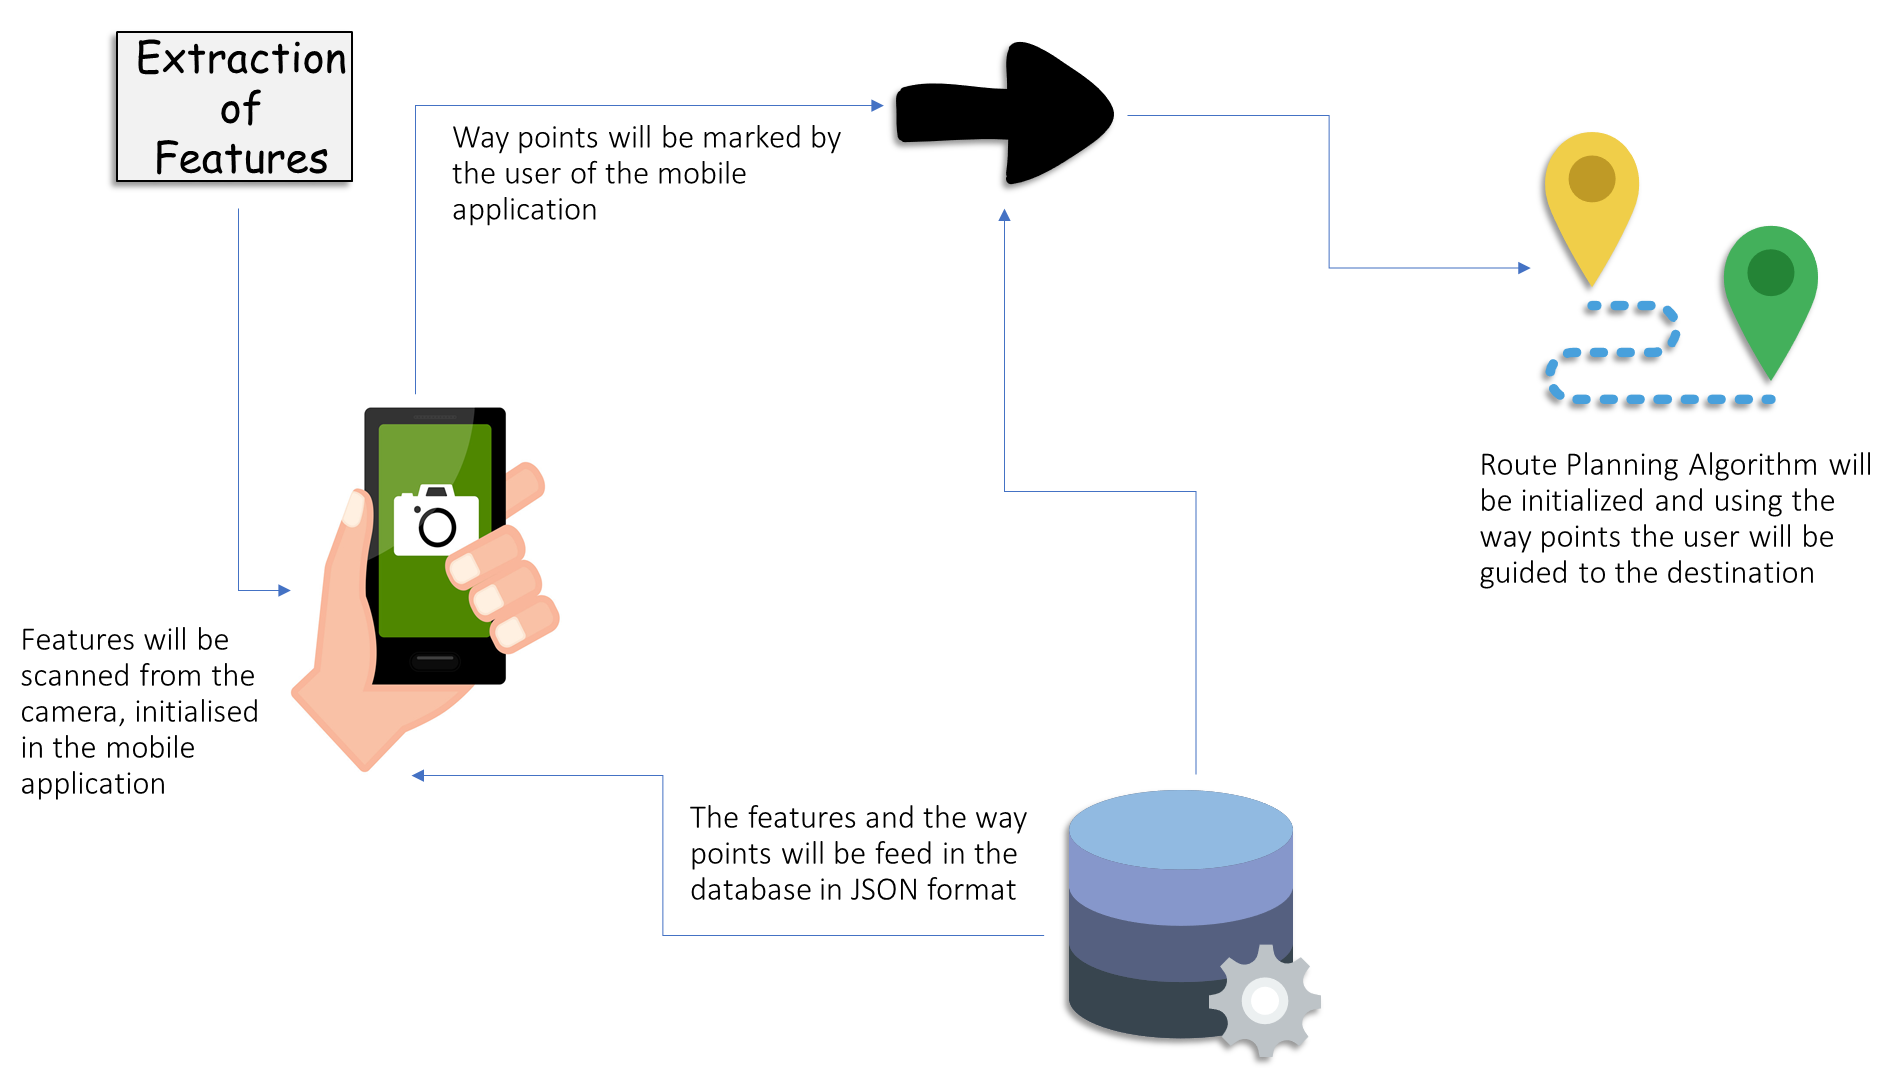 Extraction
of
Features
Way points will be marked by
the user of the mobile
application
Route Planning Algorithm will
be initialized and using the
way points the user will be
guided to the destination
Features will be
scanned from the
camera, initialised
in the mobile
application
The features and the way
points will be feed in the
database in JSON format